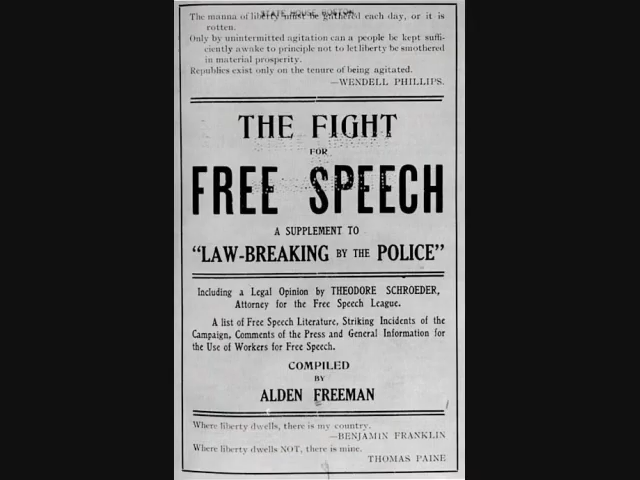 STATE HOUSE, BOSTON
The manna of liberty must be gathered each day, or it is
rotten.
Only by unintermitted agitation can a people be kept suffi-
ciently awake to principle not to let liberty be smothered
in material prosperity.
Republics exist only on the tenure of being agitated.
—WENDELL PHILLIPS.
THE FIGHT
FOR
FREE SPEECH
A SUPPLEMENT TO
“LAW-BREAKING BY THE POLICE”
Including a Legal Opinion by THEODORE SCHROEDER,
Attorney for the Free Speech League.
A list of Free Speech Literature, Striking Incidents of the
Campaign, Comments of the Press and General Information for
the Use of Workers for Free Speech.
COMPILED
BY
ALDEN FREEMAN
Where liberty dwells, there is my country.
—BENJAMIN FRANKLIN
Where liberty dwells NOT, there is mine.
THOMAS PAINE